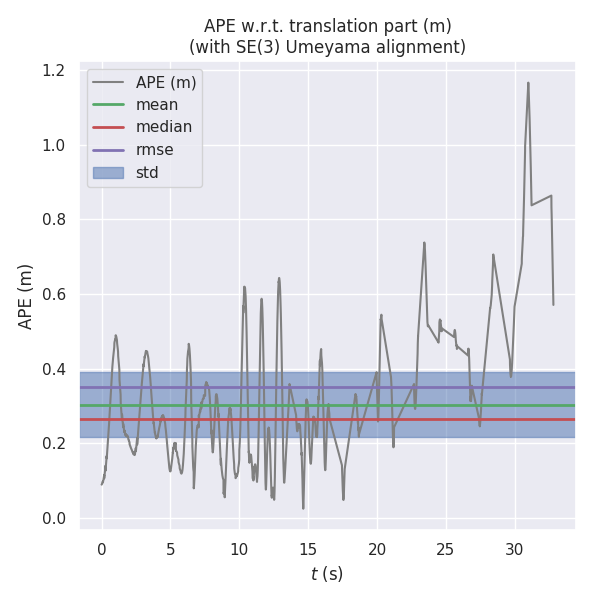 APE w.r.t. translation part (m)
(with SE(3) Umeyama alignment)
APE (m)
mean
median
rmse
std
1.2
1.0
0.8
0.6
0.4
0.2
0.0
APE (m)
0 5 10 15 20 25 30
t (s)